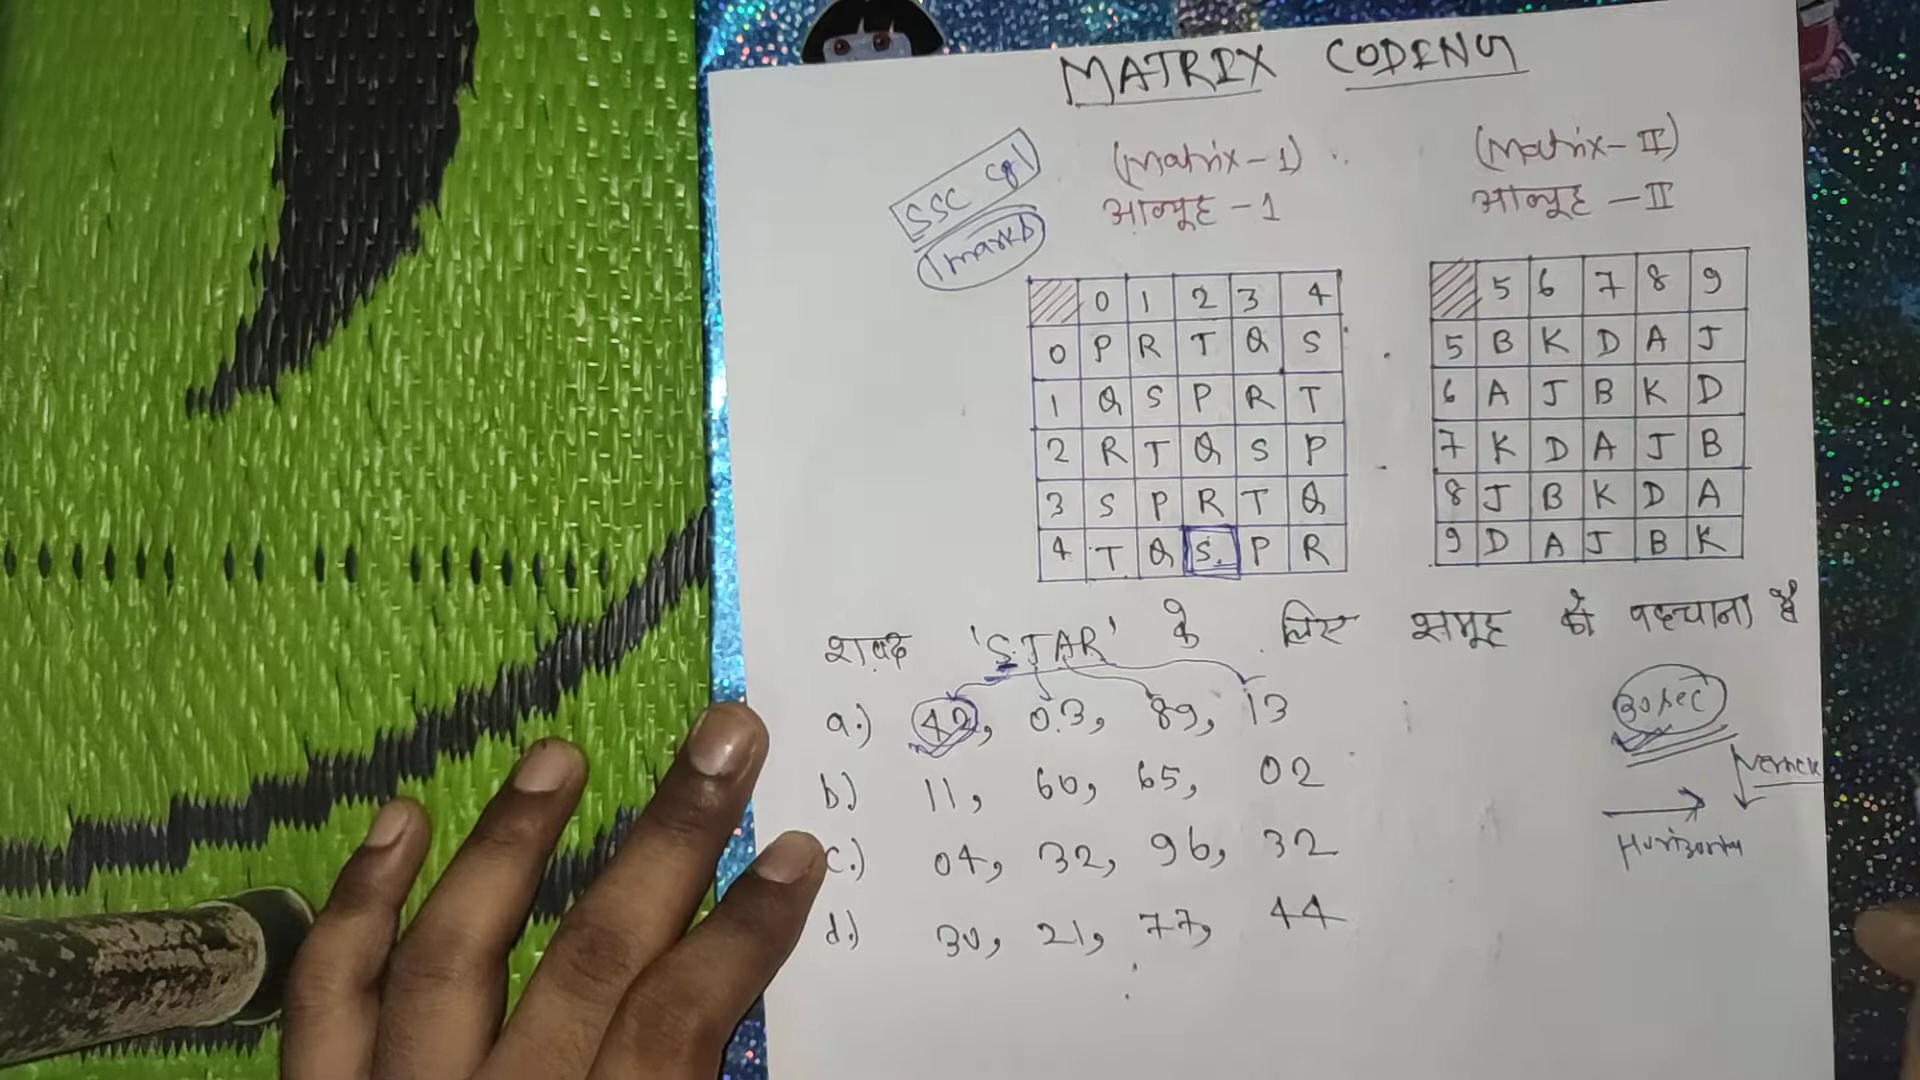 MATRIX CODING
SSC cgl
1 marks
(Matrix-1)
आव्यूह -1
(Matrix-II)
आव्यूह -II
0 1 2 3 4
0 P R T Q S
1 Q S P R T
2 R T Q S P
3 S P R T Q
4 T Q S P R
5 6 7 8 9
5 B K D A J
6 A J B K D
7 K D A J B
8 J B K D A
9 D A J B K
शब्द 'STAR' के लिए समूह को पहचाना है
a.) 42, 03, 89, 13
b.) 11, 60, 65, 02
c.) 04, 32, 96, 32
d.) 30, 21, 77, 44
30 sec